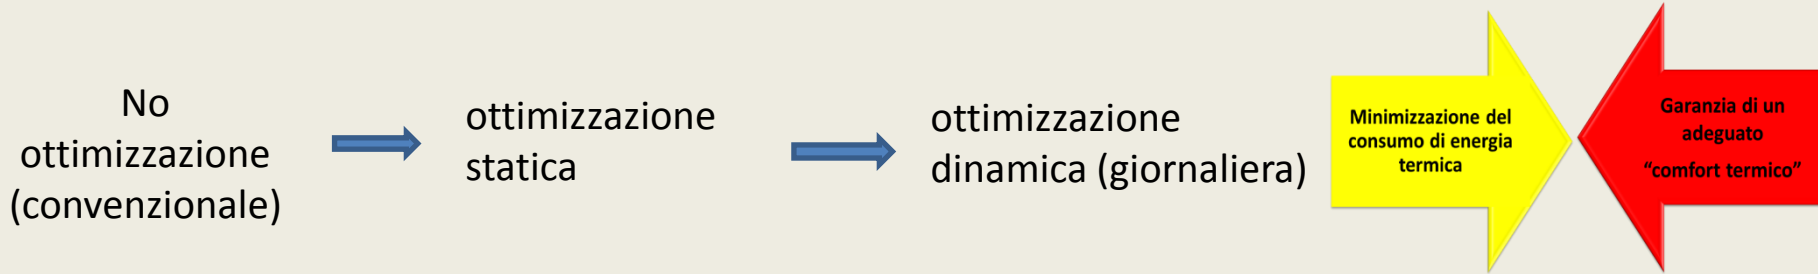 No
ottimizzazione
(convenzionale)
ottimizzazione
statica
ottimizzazione
dinamica (giornaliera)
Minimizzazione del
consumo di energia
termica
Garanzia di un
adeguato
“comfort termico”